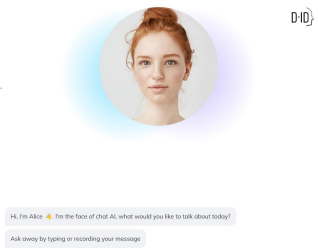 D-ID
Hi, I'm Alice 👋. I'm the face of chat AI, what would you like to talk about today?
Ask away by typing or recording your message